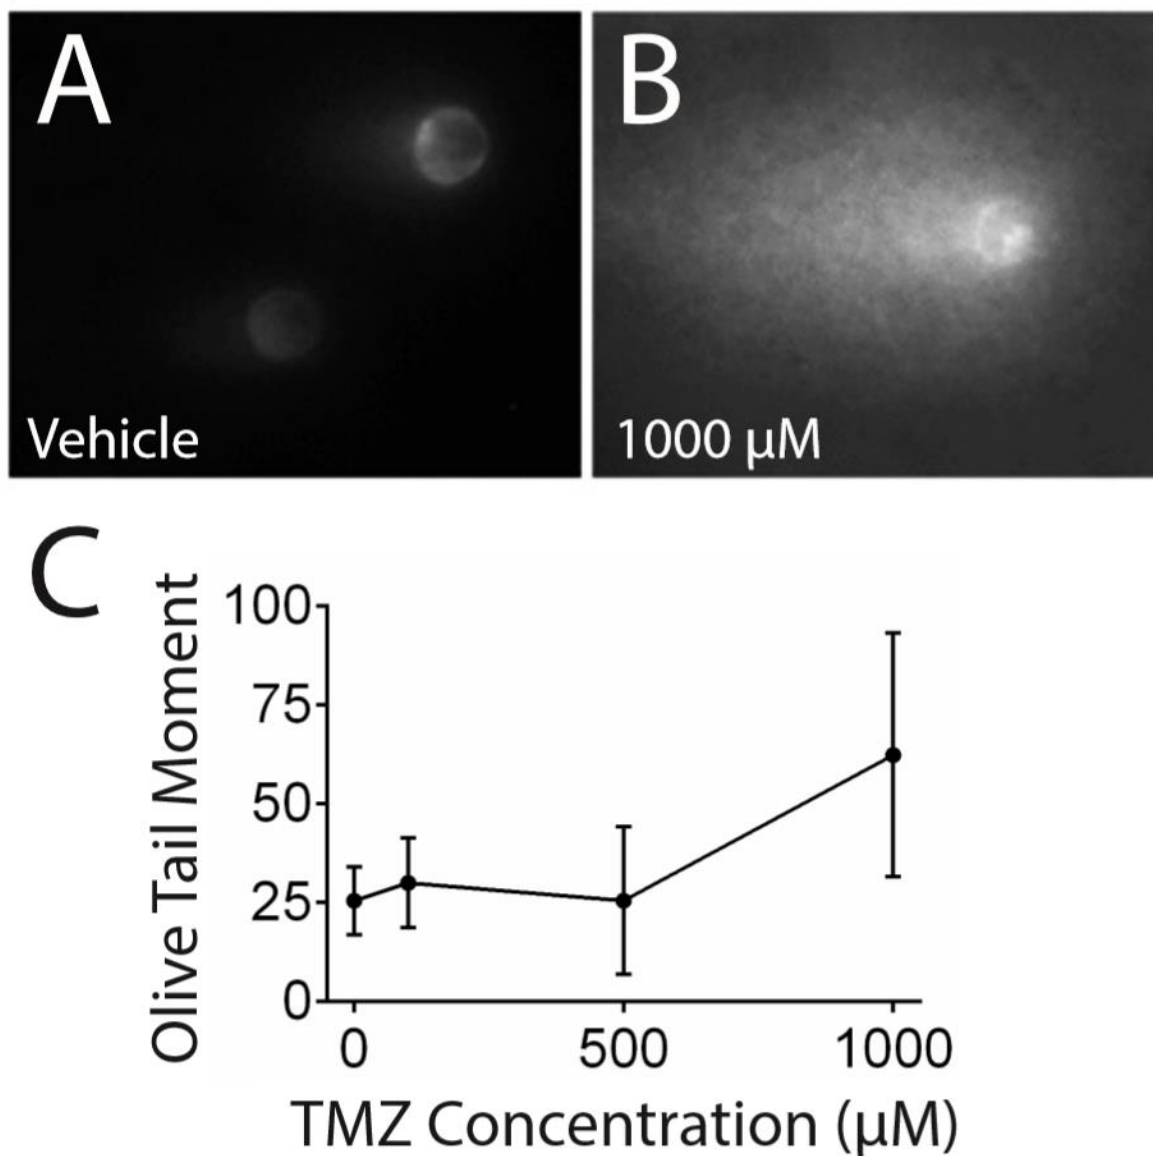 A
B
Vehicle
1000 µM
C
Olive Tail Moment
100
75
50
25
0
0 500 1000
TMZ Concentration (µM)